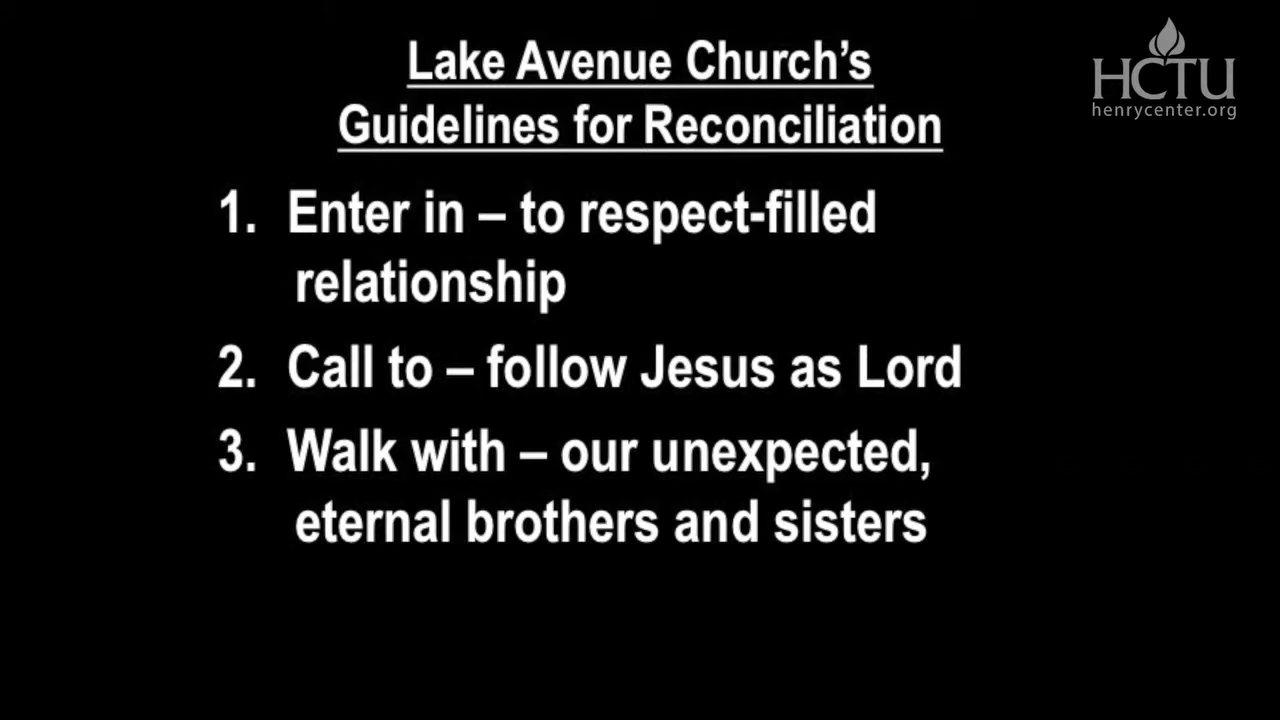 Lake Avenue Church’s
Guidelines for Reconciliation
HCTU
henrycenter.org
1. Enter in – to respect-filled
relationship
2. Call to – follow Jesus as Lord
3. Walk with – our unexpected,
eternal brothers and sisters